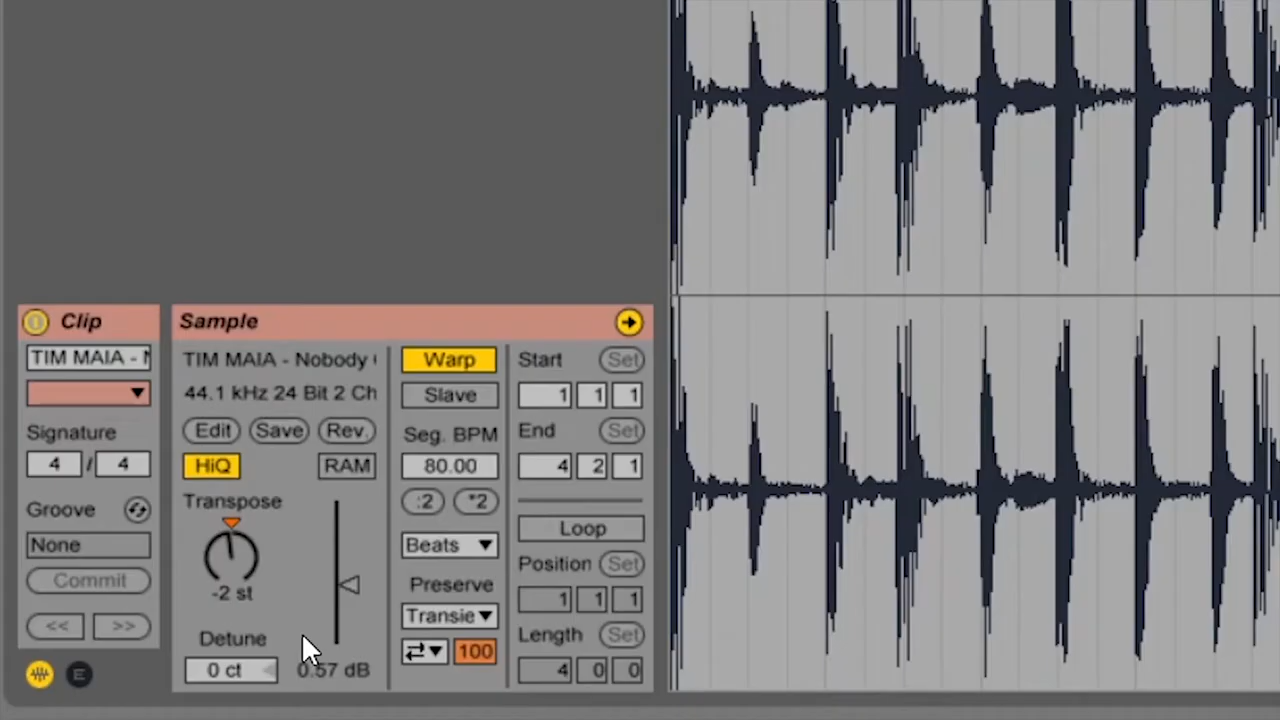 Clip
TIM MAIA - N
Signature
4 / 4
Groove
None
Commit
<< >>
Sample
TIM MAIA - Nobody
44.1 kHz 24 Bit 2 Ch
Edit Save Rev.
HiQ RAM
Transpose
-2 st
Detune
0 ct 0.57 dB
Warp
Slave
Seg. BPM
80.00
:2 *2
Beats
Preserve
Transie
100
Start Set
1 1 1
End Set
4 2 1
Loop
Position Set
1 1 1
Length Set
4 0 0